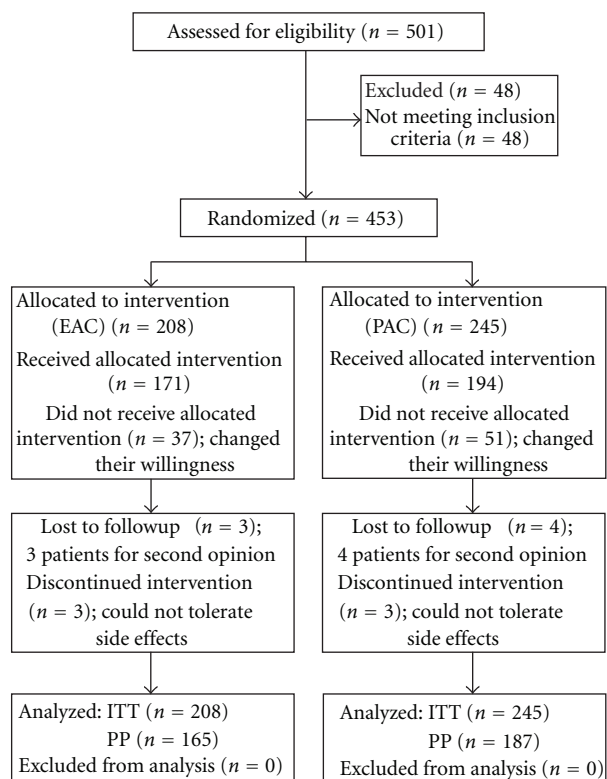 Assessed for eligibility (n = 501)
Excluded (n = 48)
Not meeting inclusion
criteria (n = 48)
Randomized (n = 453)
Allocated to intervention
(EAC) (n = 208)
Received allocated intervention
(n = 171)
Did not receive allocated
intervention (n = 37); changed
their willingness
Allocated to intervention
(PAC) (n = 245)
Received allocated intervention
(n = 194)
Did not receive allocated
intervention (n = 51); changed
their willingness
Lost to followup (n = 3);
3 patients for second opinion
Discontinued intervention
(n = 3); could not tolerate
side effects
Lost to followup (n = 4);
4 patients for second opinion
Discontinued intervention
(n = 3); could not tolerate
side effects
Analyzed: ITT (n = 208)
PP (n = 165)
Excluded from analysis (n = 0)
Analyzed: ITT (n = 245)
PP (n = 187)
Excluded from analysis (n = 0)